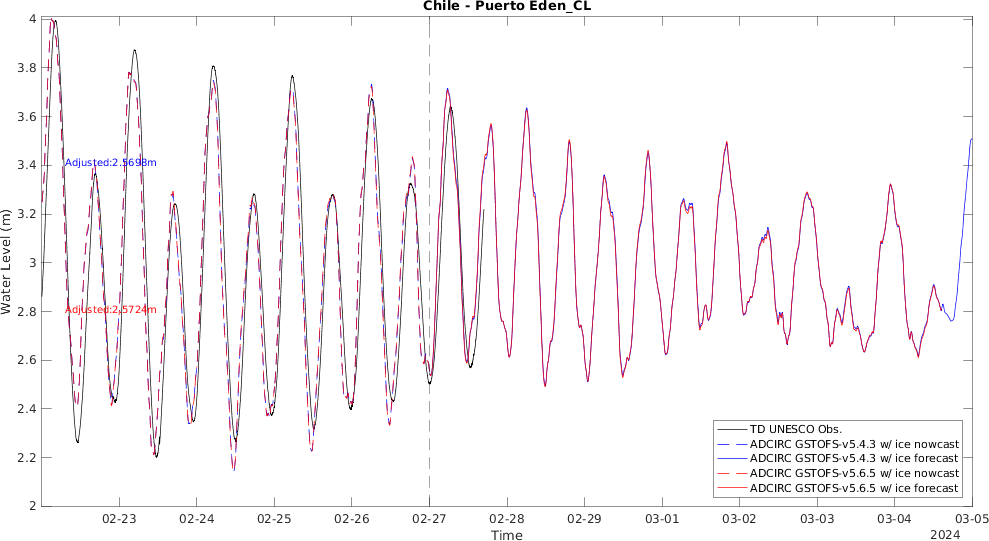 Chile - Puerto Eden_CL
4
3.8
3.6
3.4
3.2
3
2.8
2.6
2.4
2.2
2
Water Level (m)
Adjusted:2.5698m
Adjusted:2.5724m
TD UNESCO Obs.
ADCIRC GSTOFS-v5.4.3 w/ ice nowcast
ADCIRC GSTOFS-v5.4.3 w/ ice forecast
ADCIRC GSTOFS-v5.6.5 w/ ice nowcast
ADCIRC GSTOFS-v5.6.5 w/ ice forecast
02-23 02-24 02-25 02-26 02-27 02-28 02-29 03-01 03-02 03-03 03-04 03-05
Time
2024